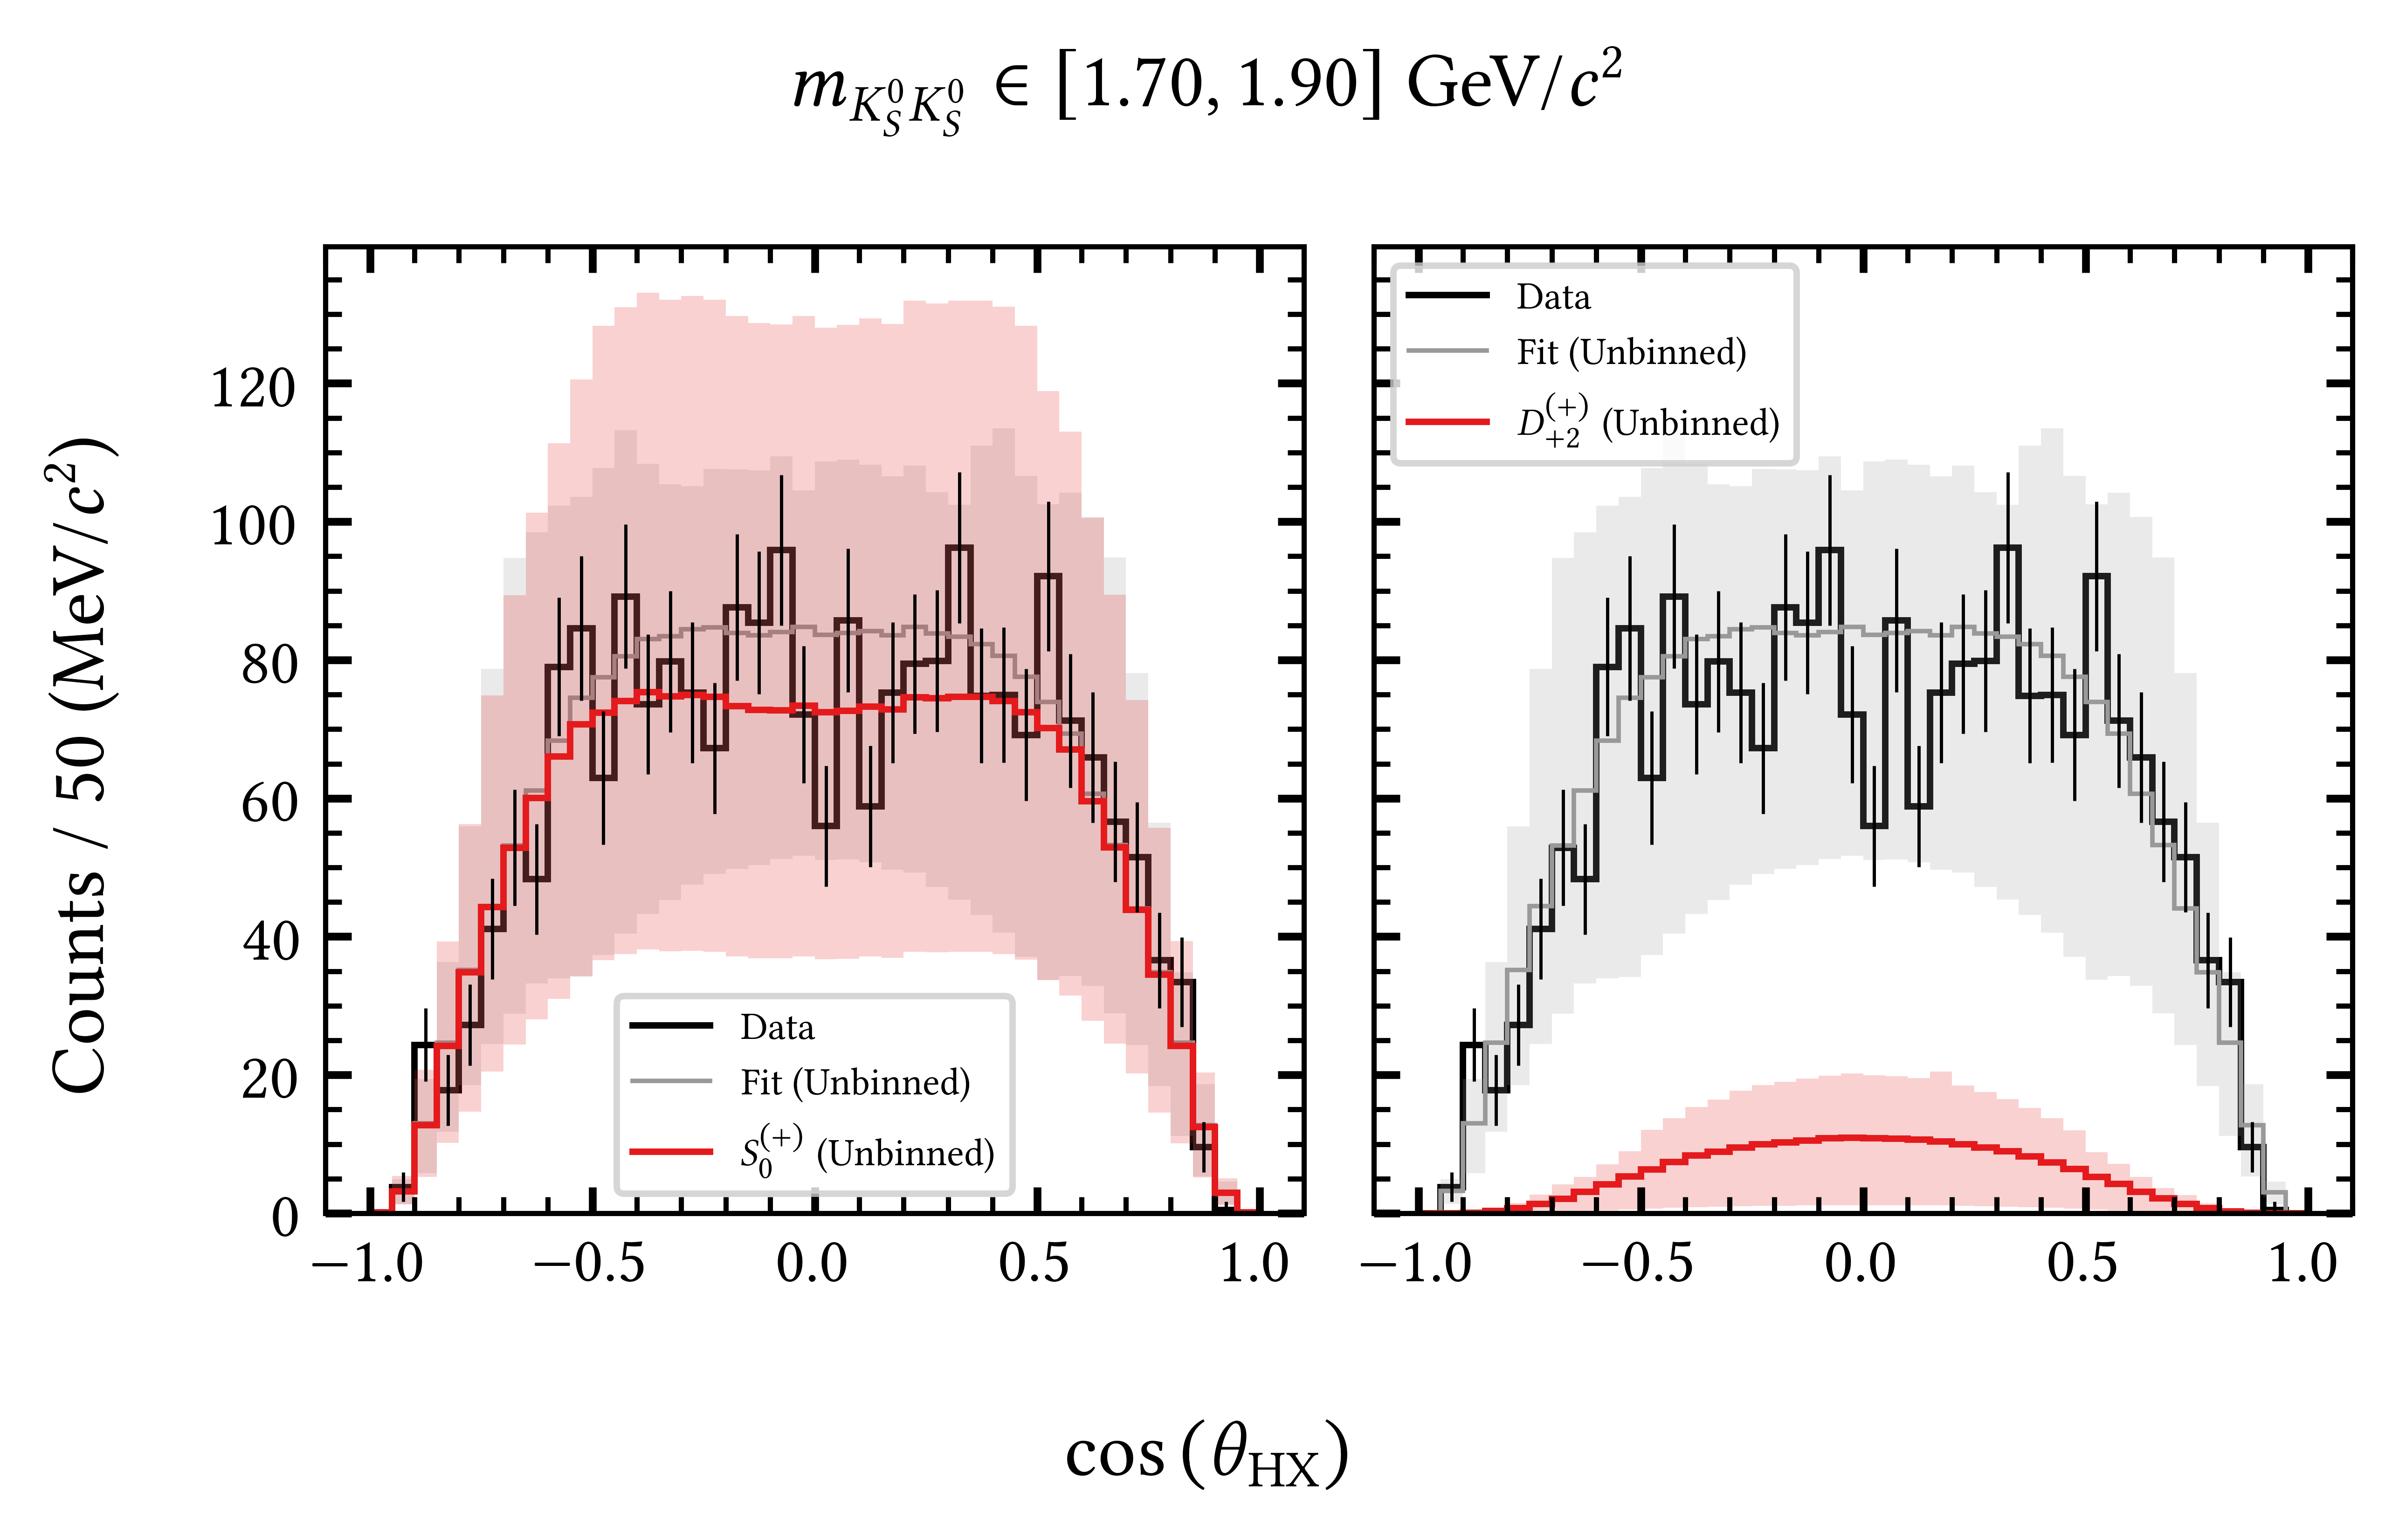 m_{K_S^0 K_S^0} ∈ [1.70, 1.90] GeV/c²
Counts / 50 (MeV/c²)
120
100
80
60
40
20
0
Data
Fit (Unbinned)
S_0^{(+)} (Unbinned)
−1.0 −0.5 0.0 0.5 1.0
Data
Fit (Unbinned)
D_{+2}^{(+)} (Unbinned)
−1.0 −0.5 0.0 0.5 1.0
cos (θ_{HX})